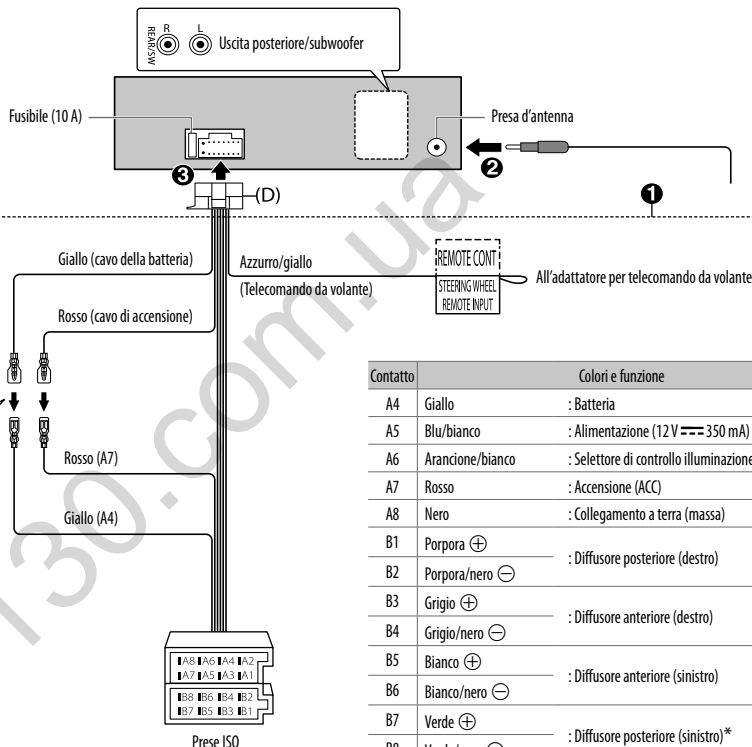 R L
REAR/SW
Uscita posteriore/subwoofer
Fusibile (10 A)
Presa d'antenna
3
2
1
(D)
Giallo (cavo della batteria)
Azzurro/giallo
(Telecomando da volante)
REMOTE CONT
STEERING WHEEL
REMOTE INPUT
All'adattatore per telecomando da volante
Rosso (cavo di accensione)
Rosso (A7)
Giallo (A4)
A8 A6 A4 A2
A7 A5 A3 A1
B8 B6 B4 B2
B7 B5 B3 B1
Prese ISO
Contatto Colori e funzione
A4 Giallo : Batteria
A5 Blu/bianco : Alimentazione (12 V ⎓ 350 mA)
A6 Arancione/bianco : Selettore di controllo illuminazione
A7 Rosso : Accensione (ACC)
A8 Nero : Collegamento a terra (massa)
B1 Porpora ⊕ : Diffusore posteriore (destro)
B2 Porpora/nero ⊖
B3 Grigio ⊕ : Diffusore anteriore (destro)
B4 Grigio/nero ⊖
B5 Bianco ⊕ : Diffusore anteriore (sinistro)
B6 Bianco/nero ⊖
B7 Verde ⊕ : Diffusore posteriore (sinistro)*
130.com.ua